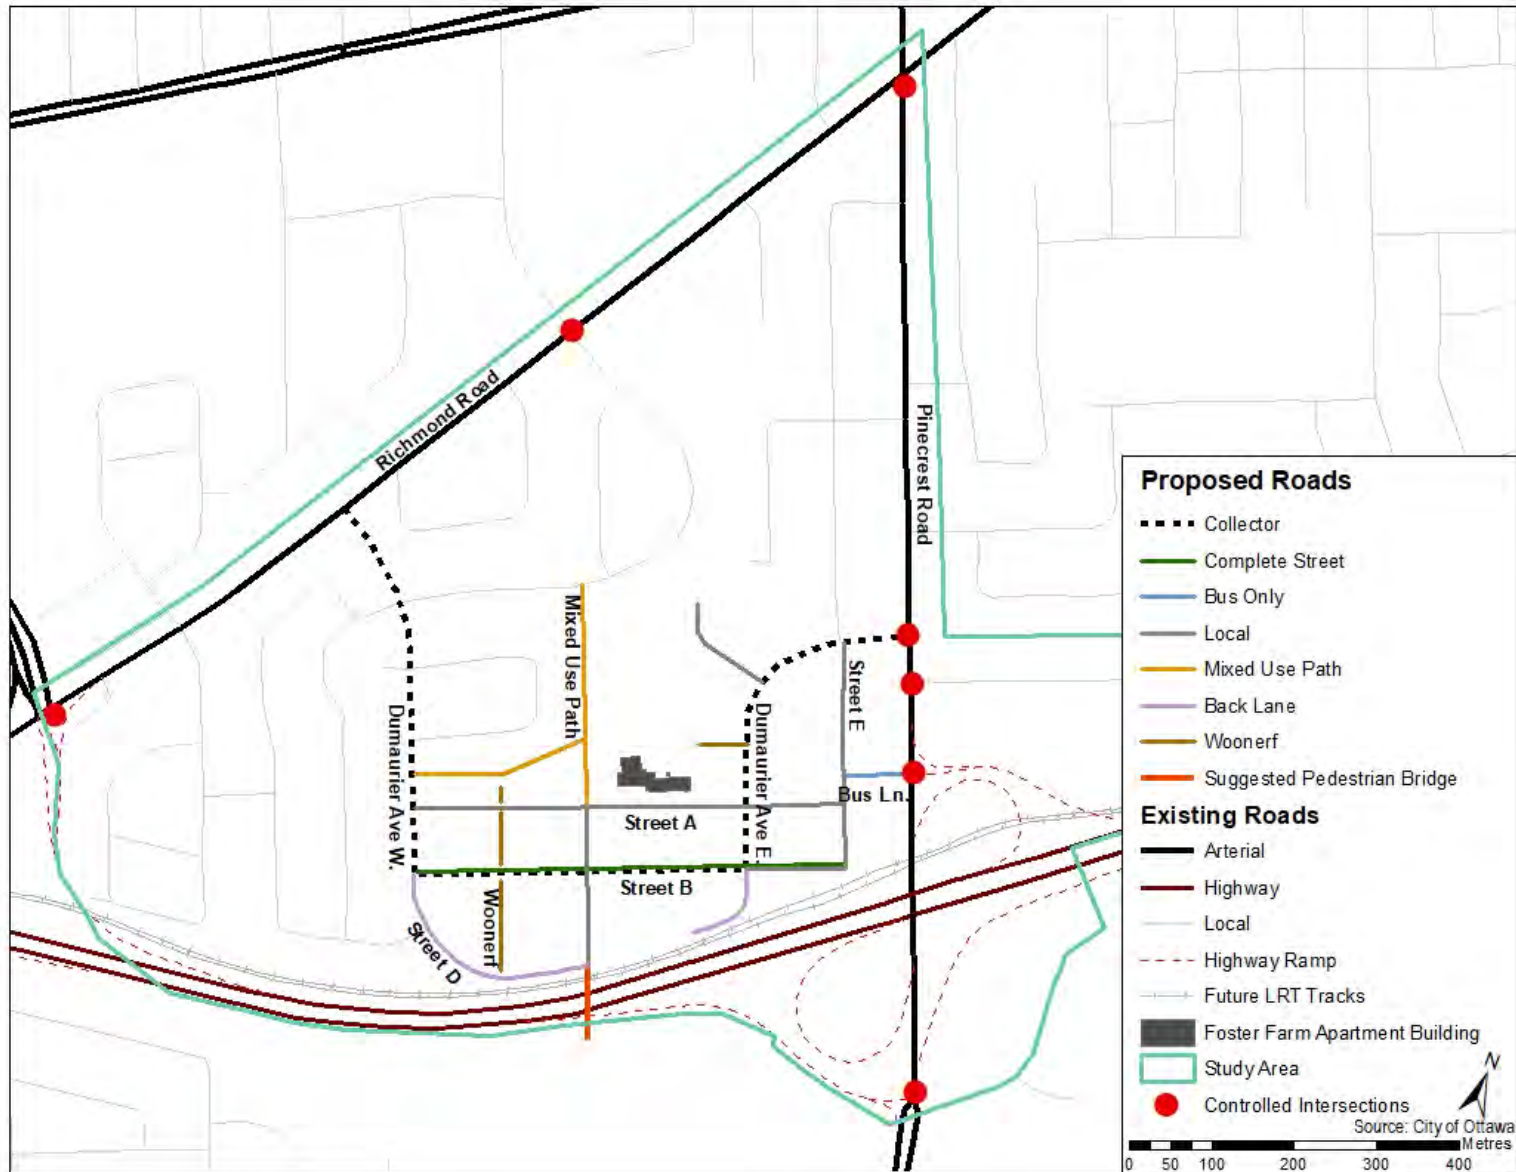 Richmond Road
Pinecrest Road
Mixed Use Path
Dumaurier Ave W.
Dumaurier Ave E.
Street E
Bus Ln.
Street A
Street B
Woonerf
Street D
Proposed Roads
Collector
Complete Street
Bus Only
Local
Mixed Use Path
Back Lane
Woonerf
Suggested Pedestrian Bridge
Existing Roads
Arterial
Highway
Local
Highway Ramp
Future LRT Tracks
Foster Farm Apartment Building
Study Area
Controlled Intersections
N
Source: City of Ottawa
Metres
0 50 100 200 300 400